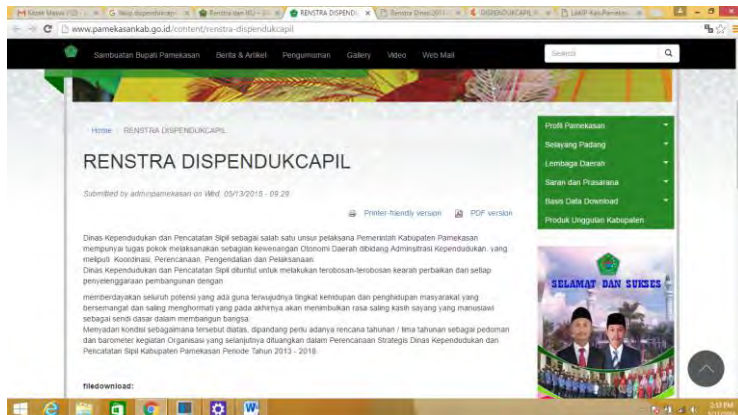 www.pamekasankab.go.id/content/renstra-dispendukcapil
Sambuatan Bupati Pamekasan Berita & Artikel Pengumuman Gallery Video Web Mail
Search
Home RENSTRA DISPENDUKCAPIL
RENSTRA DISPENDUKCAPIL
Submitted by adminpamekasan on Wed, 05/13/2015 - 09:29
Printer-friendly version PDF version
Dinas Kependudukan dan Pencatatan Sipil sebagai salah satu unsur pelaksana Pemerintah Kabupaten Pamekasan
mempunyai tugas pokok melaksanakan sebagian kewenangan Otonomi Daerah dibidang Adminsitrasi Kependudukan, yang
meliputi Koordinasi, Perencanaan, Pengendalian dan Pelaksanaan.
Dinas Kependudukan dan Pencatatan Sipil dituntut untuk melakukan terobosan-terobosan kearah perbaikan dan setiap
penyelenggaraan pembangunan dengan
memberdayakan seluruh potensi yang ada guna terwujudnya tingkat kehidupan dan penghidupan masyarakat yang
bersemangat dan saling menghormati yang pada akhirnya akan menimbulkan rasa saling kasih sayang yang manusiawi
sebagai sendi dasar dalam membangun bangsa.
Menyadari kondisi sebagaimana tersebut diatas, dipandang perlu adanya rencana tahunan / lima tahunan sebagai pedoman
dan barometer kegiatan Organisasi yang selanjutnya dituangkan dalam Perencanaan Strategis Dinas Kependudukan dan
Pencatatan Sipil Kabupaten Pamekasan Periode Tahun 2013 - 2018.
filedownload:
Profil Pamekasan
Selayang Padang
Lembaga Daerah
Saran dan Prasarana
Basis Data Download
Produk Unggulan Kabupaten
SELAMAT DAN SUKSES
2:57 PM